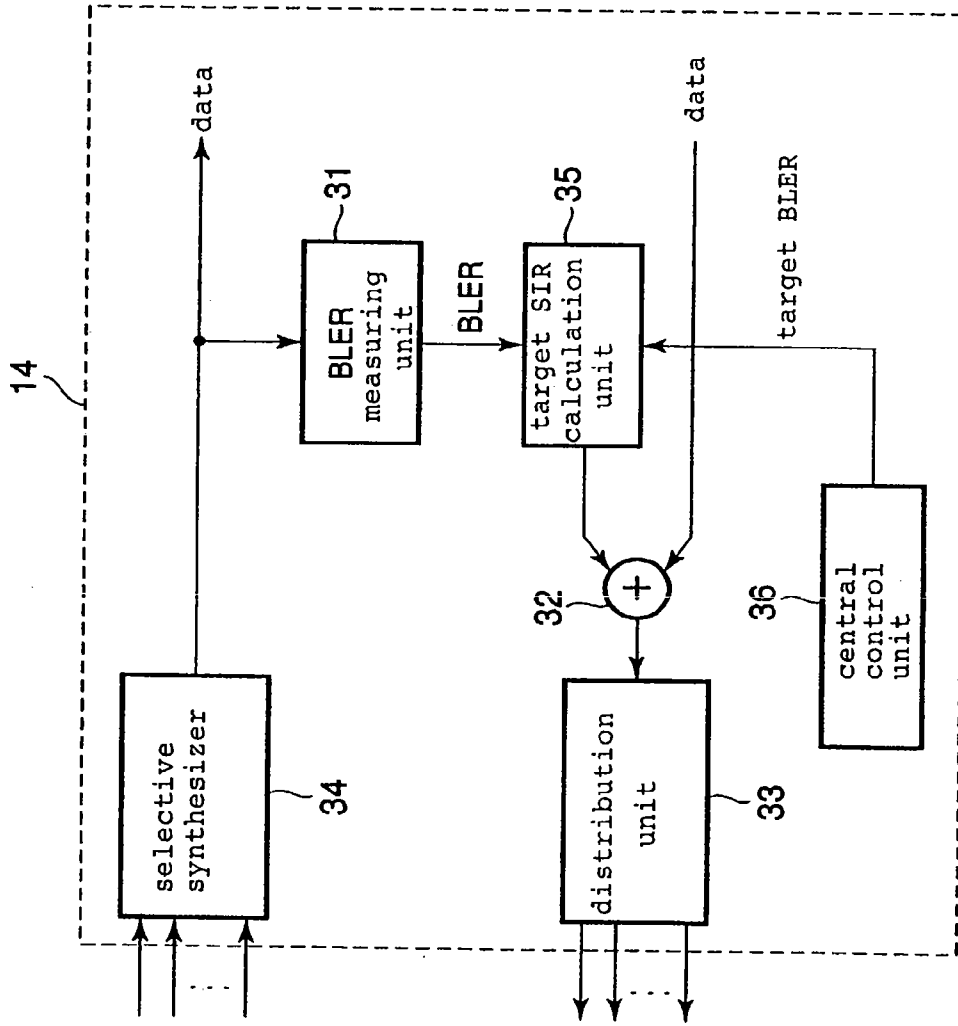 14
selective
synthesizer
34
data
31
BLER
measuring
unit
BLER
35
target SIR
calculation
unit
data
target BLER
32
+
distribution
unit
33
36
central
control
unit